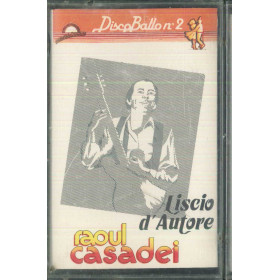 DiscoBallo n° 2
Liscio
d'Autore
raoul
casadei